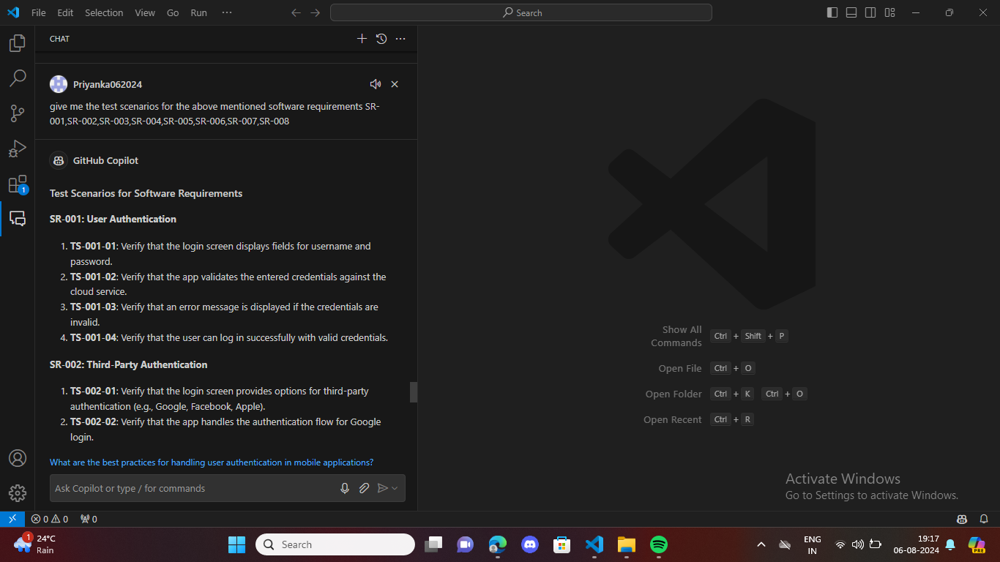 File Edit Selection View Go Run ···
Search
CHAT
Priyanka062024
give me the test scenarios for the above mentioned software requirements SR-
001,SR-002,SR-003,SR-004,SR-005,SR-006,SR-007,SR-008
GitHub Copilot
Test Scenarios for Software Requirements
SR-001: User Authentication
1. TS-001-01: Verify that the login screen displays fields for username and
password.
2. TS-001-02: Verify that the app validates the entered credentials against the
cloud service.
3. TS-001-03: Verify that an error message is displayed if the credentials are
invalid.
4. TS-001-04: Verify that the user can log in successfully with valid credentials.
SR-002: Third-Party Authentication
1. TS-002-01: Verify that the login screen provides options for third-party
authentication (e.g., Google, Facebook, Apple).
2. TS-002-02: Verify that the app handles the authentication flow for Google
login.
What are the best practices for handling user authentication in mobile applications?
Ask Copilot or type / for commands
1
Show All
Commands Ctrl + Shift + P
Open File Ctrl + O
Open Folder Ctrl + K Ctrl + O
Open Recent Ctrl + R
Activate Windows
Go to Settings to activate Windows.
0 0 0
1
24°C
Rain
Search
ENG
IN
19:17
06-08-2024
PRE